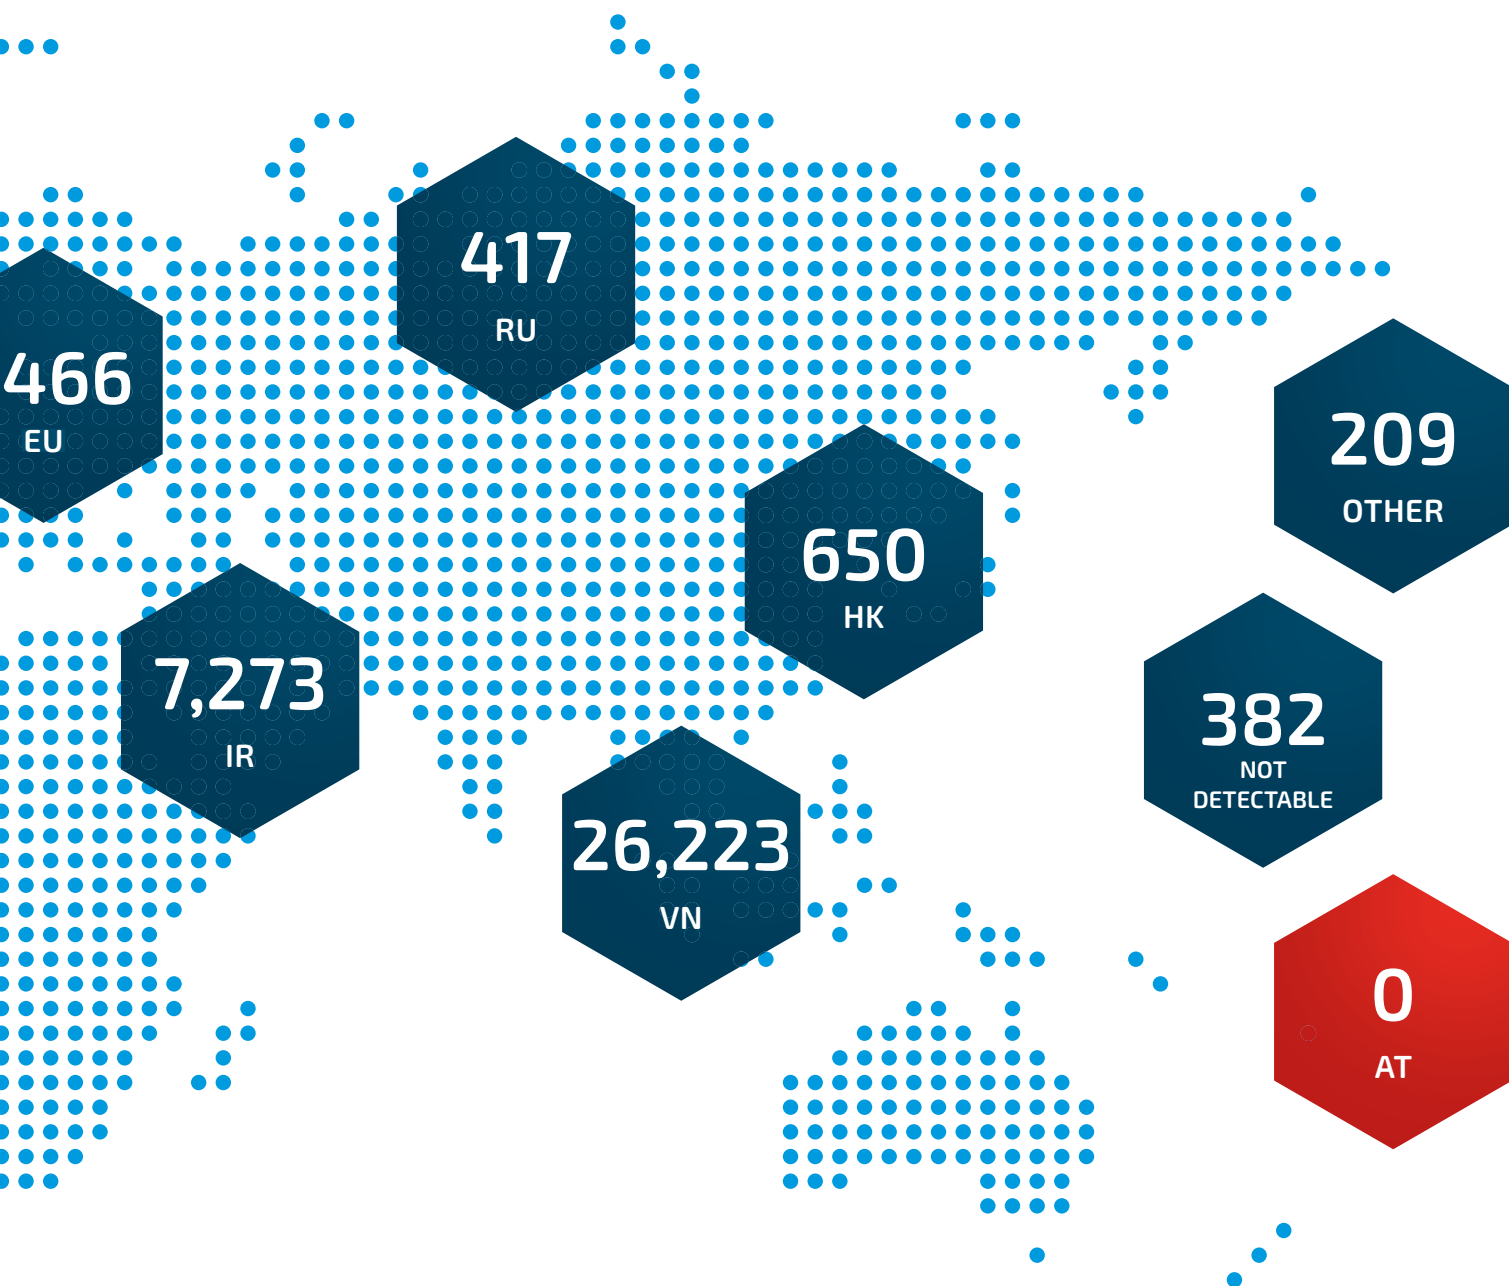 417
RU
466
EU
209
OTHER
650
HK
7,273
IR
382
NOT
DETECTABLE
26,223
VN
0
AT